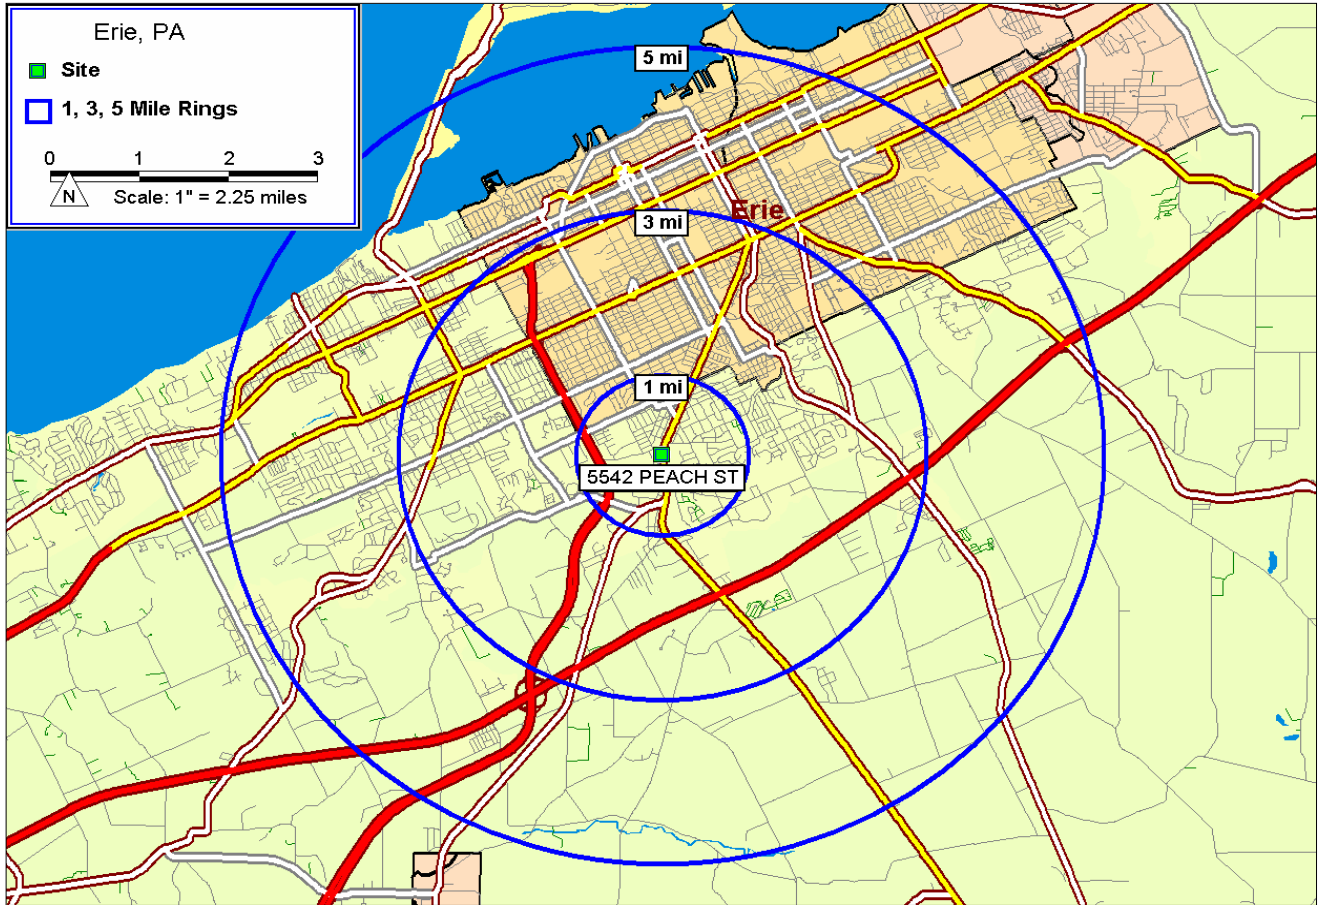 Erie, PA
Site
1, 3, 5 Mile Rings
0 1 2 3
N
Scale: 1" = 2.25 miles
5 mi
3 mi
Erie
1 mi
5542 PEACH ST